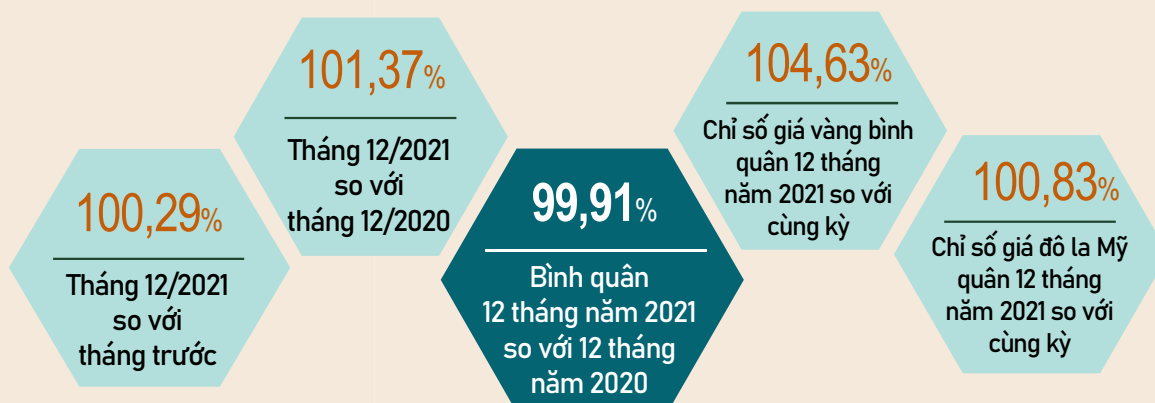 100,29%
Tháng 12/2021
so với
tháng trước
101,37%
Tháng 12/2021
so với
tháng 12/2020
99,91%
Bình quân
12 tháng năm 2021
so với 12 tháng
năm 2020
104,63%
Chỉ số giá vàng bình
quân 12 tháng
năm 2021 so với
cùng kỳ
100,83%
Chỉ số giá đô la Mỹ
quân 12 tháng
năm 2021 so với
cùng kỳ